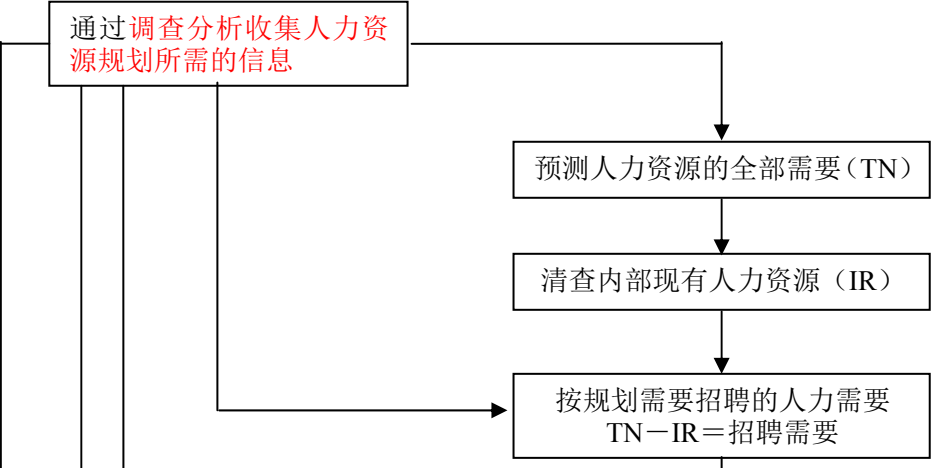 通过调查分析收集人力资
源规划所需的信息
预测人力资源的全部需要（TN）
清查内部现有人力资源（IR）
按规划需要招聘的人力需要
TN－IR＝招聘需要